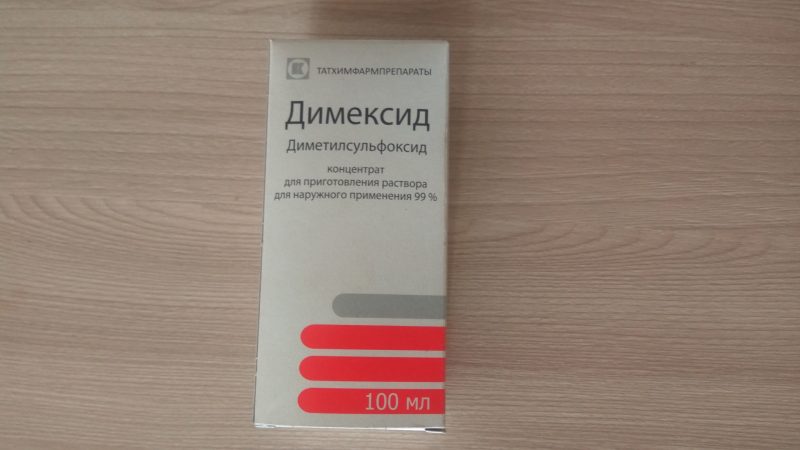 ТАТХИМФАРМПРЕПАРАТЫ
Димексид
Диметилсульфоксид
концентрат
для приготовления раствора
для наружного применения 99 %
100 мл